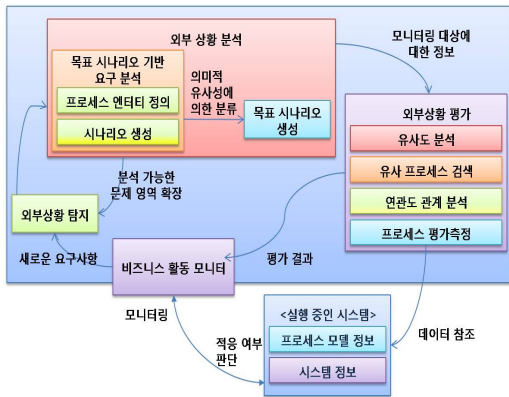 외부 상황 분석
목표 시나리오 기반
요구 분석
프로세스 엔터티 정의
시나리오 생성
의미적
유사성에
의한 분류
목표 시나리오
생성
모니터링 대상에
대한 정보
외부상황 평가
유사도 분석
유사 프로세스 검색
연관도 관계 분석
프로세스 평가측정
분석 가능한
문제 영역 확장
외부상황 탐지
새로운 요구사항
비즈니스 활동 모니터
평가 결과
모니터링
적응 여부
판단
<실행 중인 시스템>
프로세스 모델 정보
시스템 정보
데이터 참조